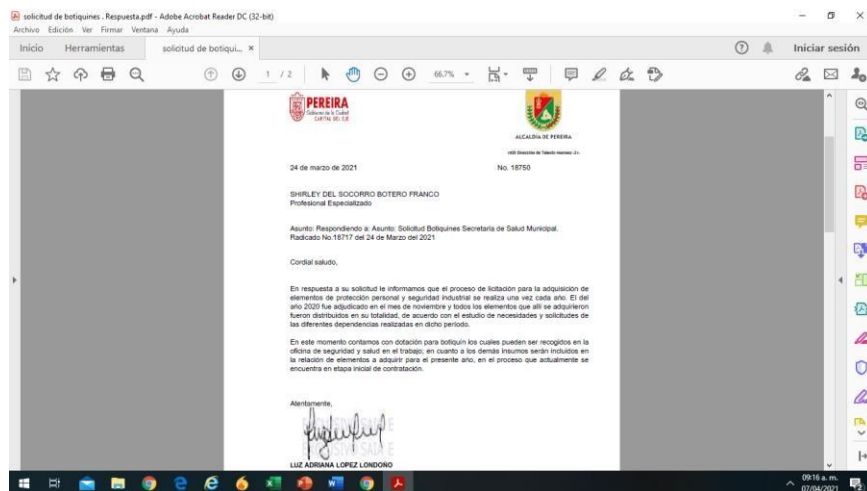 solicitud de botiquines . Respuesta.pdf - Adobe Acrobat Reader DC (32-bit)
Archivo Edición Ver Firmar Ventana Ayuda
Inicio Herramientas solicitud de botiqui... × Iniciar sesión
1 / 2 66.7%
PEREIRA
Gobierno de la Ciudad
CAPITAL DEL EJE
ALCALDÍA DE PEREIRA
24 de marzo de 2021 No. 18750
SHIRLEY DEL SOCORRO BOTERO FRANCO
Profesional Especializado
Asunto: Respondiendo a: Asunto: Solicitud Botiquines Secretaria de Salud Municipal.
Radicado No.18717 del 24 de Marzo del 2021
Cordial saludo,
En respuesta a su solicitud le informamos que el proceso de licitación para la adquisición de
elementos de protección personal y seguridad industrial se realiza una vez cada año. El del
año 2020 fue adjudicado en el mes de noviembre y todos los elementos que allí se adquirieron
fueron distribuidos en su totalidad, de acuerdo con el estudio de necesidades y solicitudes de
las diferentes dependencias realizadas en dicho período.
En este momento contamos con dotación para botiquín los cuales pueden ser recogidos en la
oficina de seguridad y salud en el trabajo; en cuanto a los demás insumos serán incluidos en
la relación de elementos a adquirir para el presente año, en el proceso que actualmente se
encuentra en etapa inicial de contratación.
Atentamente,
LUZ ADRIANA LOPEZ LONDOÑO
09:16 a. m.
07/04/2021